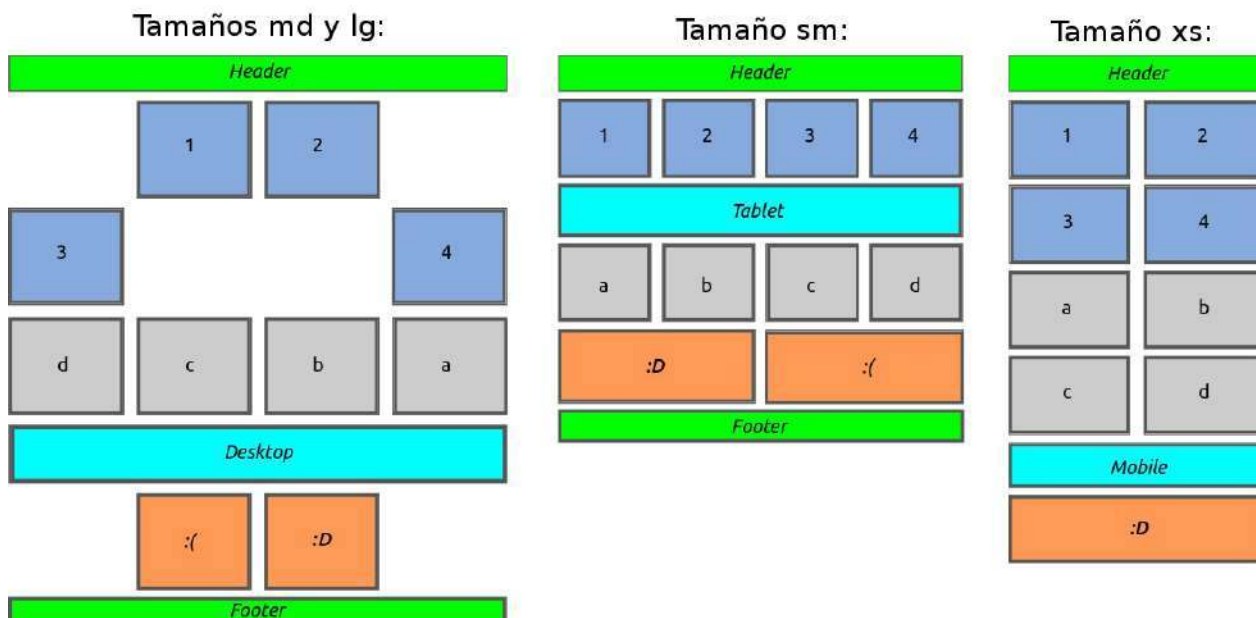 Tamaños md y lg:
Header
1 2
3 4
d c b a
Desktop
:( :D
Footer
Tamaño sm:
Header
1 2 3 4
Tablet
a b c d
:D :(
Footer
Tamaño xs:
Header
1 2
3 4
a b
c d
Mobile
:D